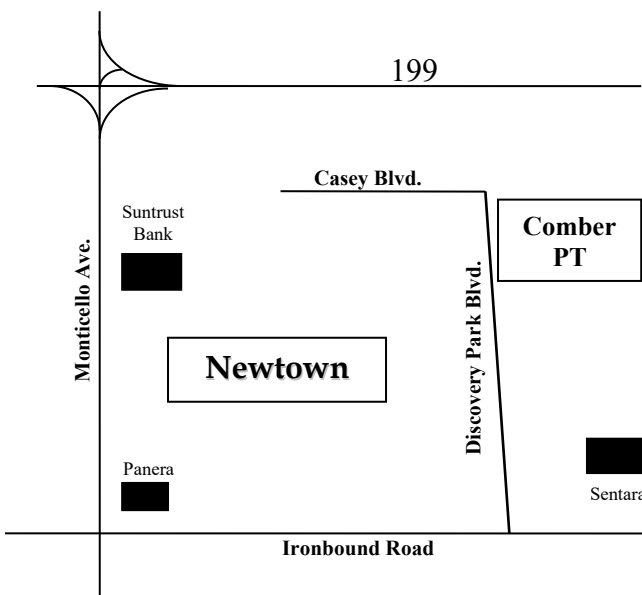 199
Casey Blvd.
Suntrust
Bank
Comber
PT
Monticello Ave.
Discovery Park Blvd.
Newtown
Panera
Sentara
Ironbound Road